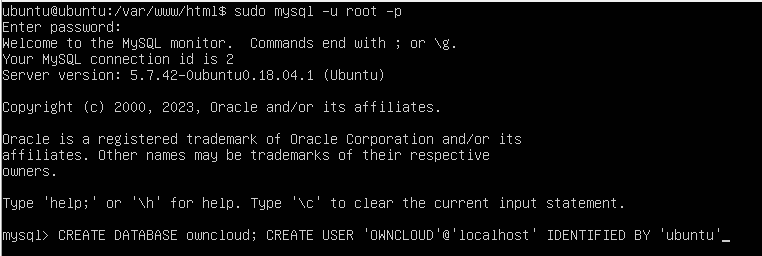 ubuntu@ubuntu:/var/www/html$ sudo mysql -u root -p
Enter password:
Welcome to the MySQL monitor.  Commands end with ; or \g.
Your MySQL connection id is 2
Server version: 5.7.42-0ubuntu0.18.04.1 (Ubuntu)
Copyright (c) 2000, 2023, Oracle and/or its affiliates.
Oracle is a registered trademark of Oracle Corporation and/or its
affiliates. Other names may be trademarks of their respective
owners.
Type 'help;' or '\h' for help. Type '\c' to clear the current input statement.
mysql> CREATE DATABASE owncloud; CREATE USER 'OWNCLOUD'@'localhost' IDENTIFIED BY 'ubuntu'_